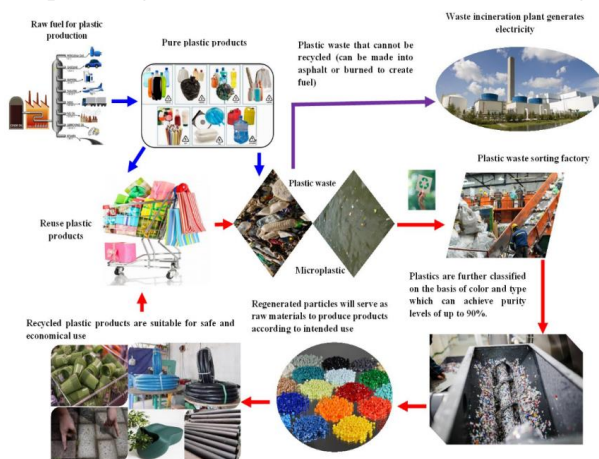 Raw fuel for plastic
production
Pure plastic products
Plastic waste that cannot be
recycled (can be made into
asphalt or burned to create
fuel)
Waste incineration plant generates
electricity
Plastic waste sorting factory
Reuse plastic
products
Plastic waste
Microplastic
Plastics are further classified
on the basis of color and type
which can achieve purity
levels of up to 90%.
Regenerated particles will serve as
raw materials to produce products
according to intended use
Recycled plastic products are suitable for safe and
economical use